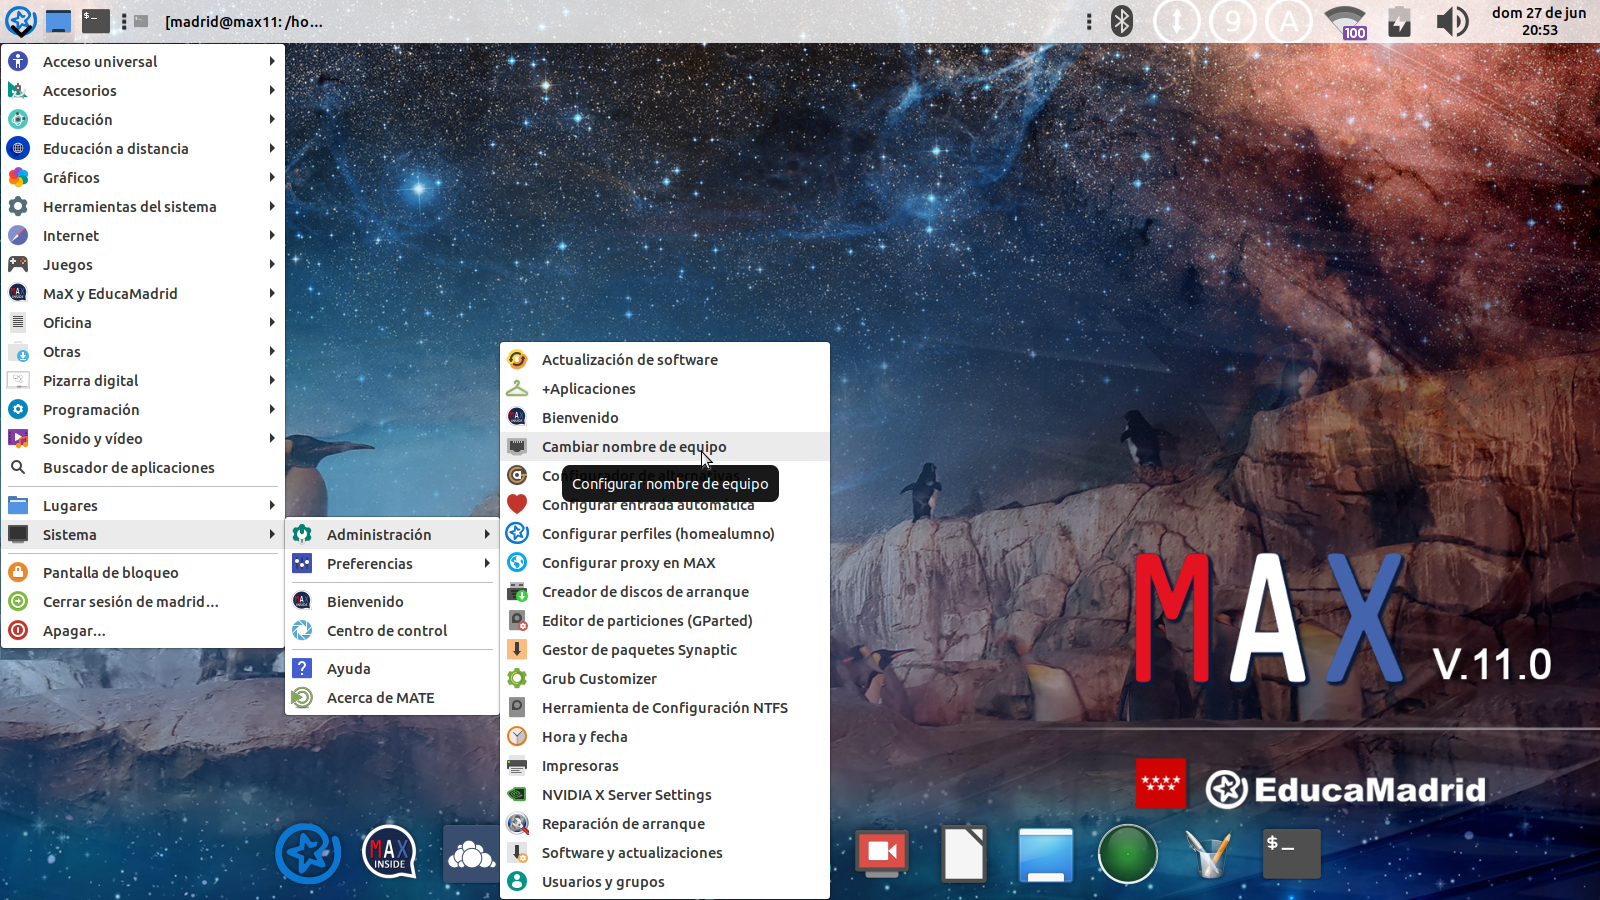 $_
[madrid@max11: /ho...
9
A
100
dom 27 de jun
20:53
Acceso universal
Accesorios
Educación
Educación a distancia
Gráficos
Herramientas del sistema
Internet
Juegos
MaX y EducaMadrid
Oficina
Otras
Pizarra digital
Programación
Sonido y vídeo
Buscador de aplicaciones
Lugares
Sistema
Pantalla de bloqueo
Cerrar sesión de madrid...
Apagar...
Administración
Preferencias
Bienvenido
Centro de control
Ayuda
Acerca de MATE
Actualización de software
+Aplicaciones
Bienvenido
Cambiar nombre de equipo
Configurar nombre de equipo
Configurar entrada automática
Configurar perfiles (homealumno)
Configurar proxy en MAX
Creador de discos de arranque
Editor de particiones (GParted)
Gestor de paquetes Synaptic
Grub Customizer
Herramienta de Configuración NTFS
Hora y fecha
Impresoras
NVIDIA X Server Settings
Reparación de arranque
Software y actualizaciones
Usuarios y grupos
MAX V.11.0
EducaMadrid
MAX
INSIDE
$_